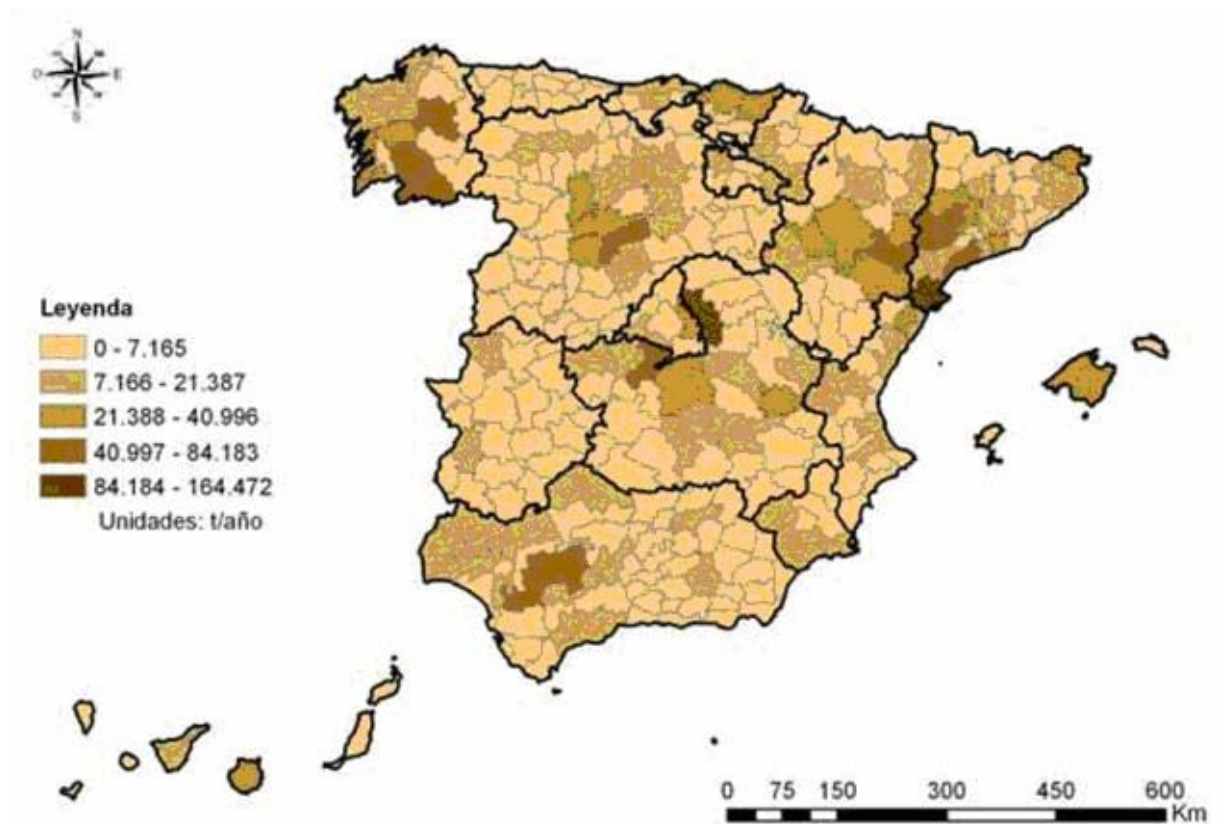 N
O
E
S
Leyenda
0 - 7.165
7.166 - 21.387
21.388 - 40.996
40.997 - 84.183
84.184 - 164.472
Unidades: t/año
0 75 150 300 450 600
Km